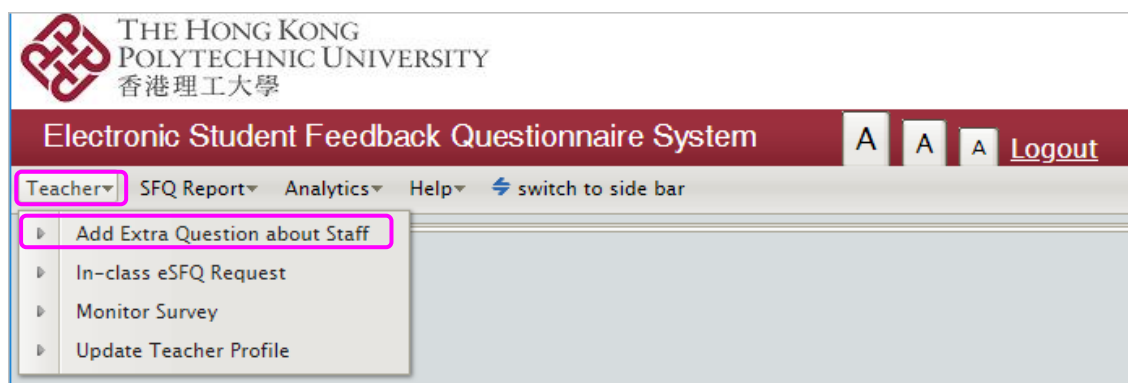 THE HONG KONG
POLYTECHNIC UNIVERSITY
香港理工大學
Electronic Student Feedback Questionnaire System A A A Logout
Teacher SFQ Report Analytics Help switch to side bar
Add Extra Question about Staff
In-class eSFQ Request
Monitor Survey
Update Teacher Profile